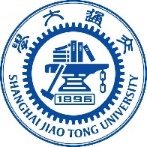 交通大學
1896
SHANGHAI JIAO TONG UNIVERSITY